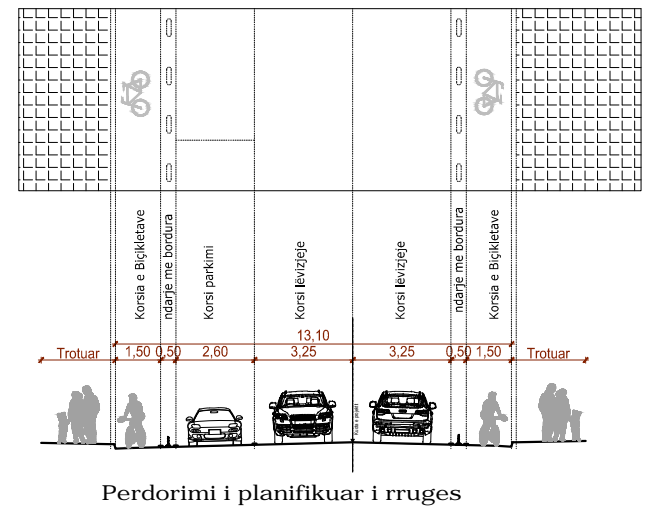 Korsia e Biçikletave
ndarje me bordura
Korsi parkimi
Korsi lëvizjeje
Korsi lëvizjeje
ndarje me bordura
Korsia e Biçikletave
13,10
Trotuar 1,50 0,50 2,60 3,25 3,25 0,50 1,50 Trotuar
Perdorimi i planifikuar i rruges